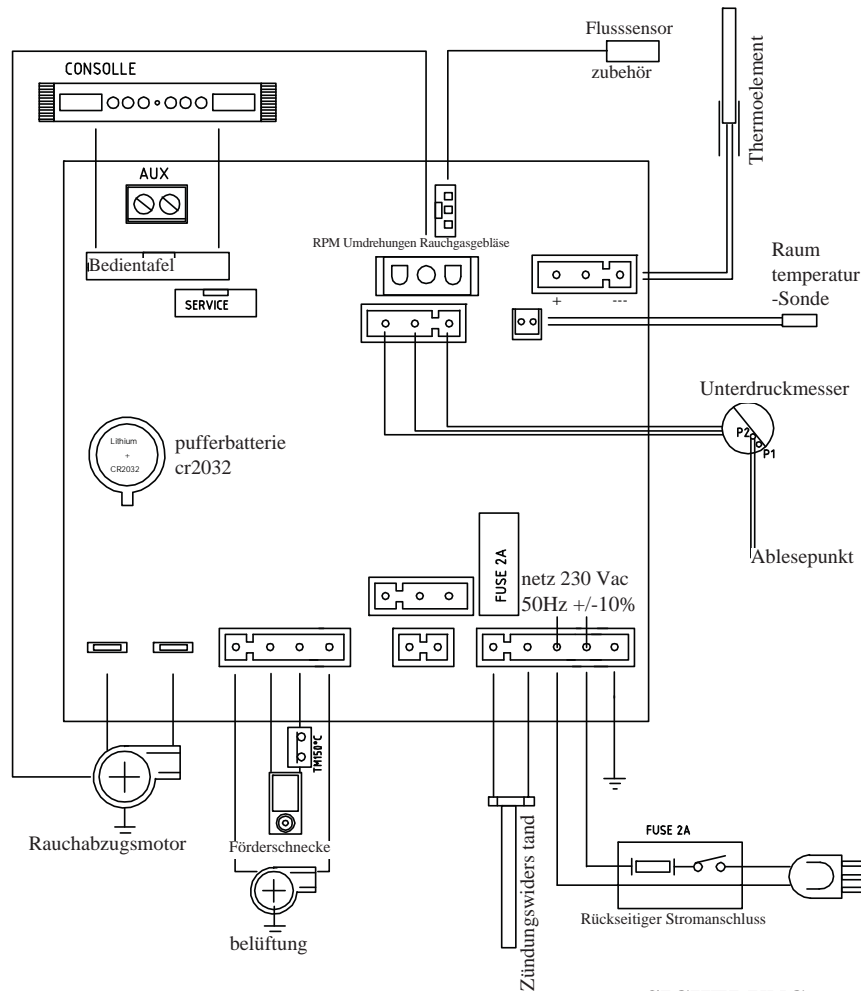 Flusssensor
zubehör
Thermoelement
CONSOLLE
AUX
RPM Umdrehungen Rauchgasgebläse
Bedientafel
SERVICE
+ ---
Raum
temperatur
-Sonde
Unterdruckmesser
P2
P1
Lithium
+
CR2032
pufferbatterie
cr2032
Ablesepunkt
FUSE 2A
netz 230 Vac
50Hz +/-10%
TM150°C
Rauchabzugsmotor
Förderschnecke
belüftung
Zündungswiders tand
FUSE 2A
Rückseitiger Stromanschluss